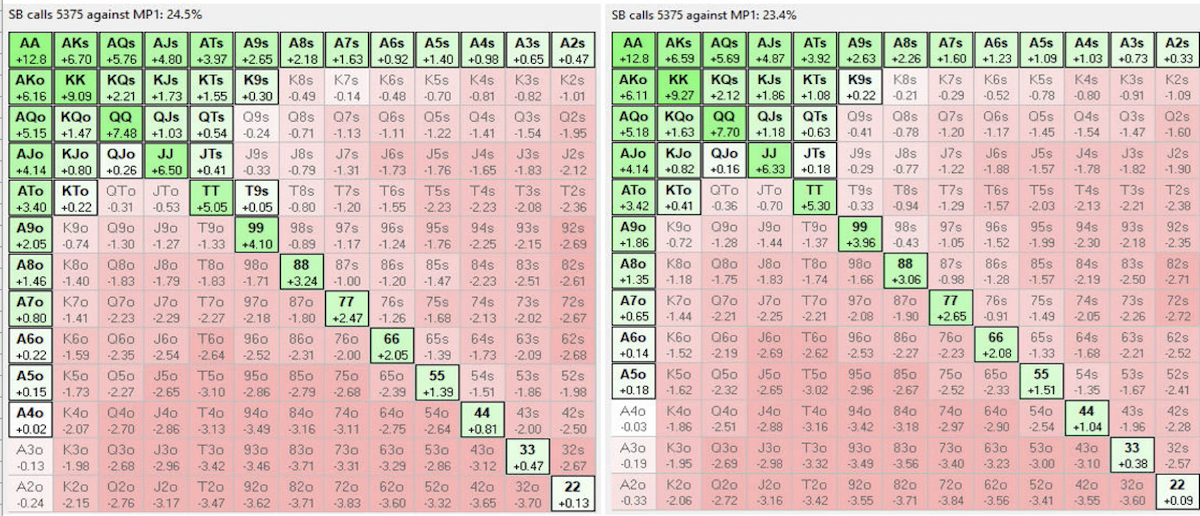 SB calls 5375 against MP1: 24.5%
AA AKs AQs AJs ATs A9s A8s A7s A6s A5s A4s A3s A2s
+12.8 +6.70 +5.76 +4.80 +3.97 +2.65 +2.18 +1.63 +0.92 +1.40 +0.98 +0.65 +0.47
AKo KK KQs KJs KTs K9s K8s K7s K6s K5s K4s K3s K2s
+6.16 +9.09 +2.21 +1.73 +1.55 +0.30 -0.49 -0.14 -0.48 -0.70 -0.81 -0.82 -1.01
AQo KQo QQ QJs QTs Q9s Q8s Q7s Q6s Q5s Q4s Q3s Q2s
+5.15 +1.47 +7.48 +1.03 +0.54 -0.24 -0.71 -1.13 -1.11 -1.22 -1.41 -1.54 -1.95
AJo KJo QJo JJ JTs J9s J8s J7s J6s J5s J4s J3s J2s
+4.14 +0.80 +0.26 +6.50 +0.41 -0.33 -0.79 -1.31 -1.73 -1.76 -1.65 -1.83 -2.12
ATo KTo QTo JTo TT T9s T8s T7s T6s T5s T4s T3s T2s
+3.40 +0.22 -0.31 -0.53 +5.05 +0.05 -0.80 -1.20 -1.55 -2.23 -2.23 -2.08 -2.36
A9o K9o Q9o J9o T9o 99 98s 97s 96s 95s 94s 93s 92s
+2.05 -0.74 -1.30 -1.27 -1.33 +4.10 -0.89 -1.17 -1.24 -1.76 -2.25 -2.15 -2.69
A8o K8o Q8o J8o T8o 98o 88 87s 86s 85s 84s 83s 82s
+1.46 -1.40 -1.83 -1.79 -1.83 -1.71 +3.24 -1.00 -1.20 -1.47 -2.23 -2.51 -2.61
A7o K7o Q7o J7o T7o 97o 87o 77 76s 75s 74s 73s 72s
+0.80 -1.41 -2.23 -2.29 -2.27 -2.18 -1.80 +2.47 -1.26 -1.68 -2.13 -2.02 -2.67
A6o K6o Q6o J6o T6o 96o 86o 76o 66 65s 64s 63s 62s
+0.22 -1.59 -2.35 -2.54 -2.64 -2.52 -2.31 -2.00 +2.05 -1.39 -1.73 -2.09 -2.68
A5o K5o Q5o J5o T5o 95o 85o 75o 65o 55 54s 53s 52s
+0.15 -1.73 -2.27 -2.65 -3.10 -2.86 -2.79 -2.68 -2.39 +1.39 -1.51 -1.86 -1.98
A4o K4o Q4o J4o T4o 94o 84o 74o 64o 54o 44 43s 42s
+0.02 -2.07 -2.70 -2.86 -3.13 -3.49 -3.16 -3.11 -2.75 -2.64 +0.81 -2.00 -2.50
A3o K3o Q3o J3o T3o 93o 83o 73o 63o 53o 43o 33 32s
-0.13 -1.98 -2.68 -2.96 -3.42 -3.46 -3.71 -3.31 -3.29 -2.86 -3.12 +0.47 -2.67
A2o K2o Q2o J2o T2o 92o 82o 72o 62o 52o 42o 32o 22
-0.24 -2.15 -2.76 -3.17 -3.47 -3.62 -3.71 -3.83 -3.60 -3.32 -3.65 -3.70 +0.13
SB calls 5375 against MP1: 23.4%
AA AKs AQs AJs ATs A9s A8s A7s A6s A5s A4s A3s A2s
+12.8 +6.59 +5.69 +4.87 +3.92 +2.63 +2.26 +1.60 +1.23 +1.09 +1.03 +0.73 +0.33
AKo KK KQs KJs KTs K9s K8s K7s K6s K5s K4s K3s K2s
+6.11 +9.27 +2.12 +1.86 +1.08 +0.22 -0.21 -0.29 -0.52 -0.78 -0.80 -0.91 -1.09
AQo KQo QQ QJs QTs Q9s Q8s Q7s Q6s Q5s Q4s Q3s Q2s
+5.18 +1.63 +7.70 +1.18 +0.63 -0.41 -0.78 -1.20 -1.17 -1.45 -1.54 -1.47 -1.60
AJo KJo QJo JJ JTs J9s J8s J7s J6s J5s J4s J3s J2s
+4.14 +0.82 +0.16 +6.33 +0.18 -0.29 -0.77 -1.22 -1.88 -1.57 -1.78 -1.82 -1.90
ATo KTo QTo JTo TT T9s T8s T7s T6s T5s T4s T3s T2s
+3.42 +0.41 -0.36 -0.70 +5.30 -0.33 -0.94 -1.29 -1.57 -2.03 -2.13 -2.21 -2.38
A9o K9o Q9o J9o T9o 99 98s 97s 96s 95s 94s 93s 92s
+1.86 -0.72 -1.28 -1.44 -1.37 +3.96 -0.43 -1.05 -1.52 -1.99 -2.30 -2.18 -2.35
A8o K8o Q8o J8o T8o 98o 88 87s 86s 85s 84s 83s 82s
+1.35 -1.18 -1.75 -1.83 -1.74 -1.66 +3.06 -0.98 -1.28 -1.57 -2.19 -2.50 -2.71
A7o K7o Q7o J7o T7o 97o 87o 77 76s 75s 74s 73s 72s
+0.65 -1.44 -2.21 -2.25 -2.21 -2.08 -1.90 +2.65 -0.91 -1.49 -2.05 -2.26 -2.72
A6o K6o Q6o J6o T6o 96o 86o 76o 66 65s 64s 63s 62s
+0.14 -1.52 -2.19 -2.69 -2.62 -2.53 -2.27 -2.23 +2.08 -1.33 -1.68 -2.21 -2.52
A5o K5o Q5o J5o T5o 95o 85o 75o 65o 55 54s 53s 52s
+0.18 -1.62 -2.32 -2.65 -3.02 -2.96 -2.67 -2.52 -2.33 +1.51 -1.35 -1.67 -2.41
A4o K4o Q4o J4o T4o 94o 84o 74o 64o 54o 44 43s 42s
-0.03 -1.86 -2.51 -2.88 -3.16 -3.42 -3.18 -2.97 -2.90 -2.54 +1.04 -1.96 -2.28
A3o K3o Q3o J3o T3o 93o 83o 73o 63o 53o 43o 33 32s
-0.19 -1.95 -2.69 -2.98 -3.32 -3.49 -3.56 -3.40 -3.23 -3.00 -3.10 +0.38 -2.57
A2o K2o Q2o J2o T2o 92o 82o 72o 62o 52o 42o 32o 22
-0.33 -2.06 -2.72 -3.16 -3.42 -3.55 -3.71 -3.84 -3.56 -3.41 -3.55 -3.60 +0.09